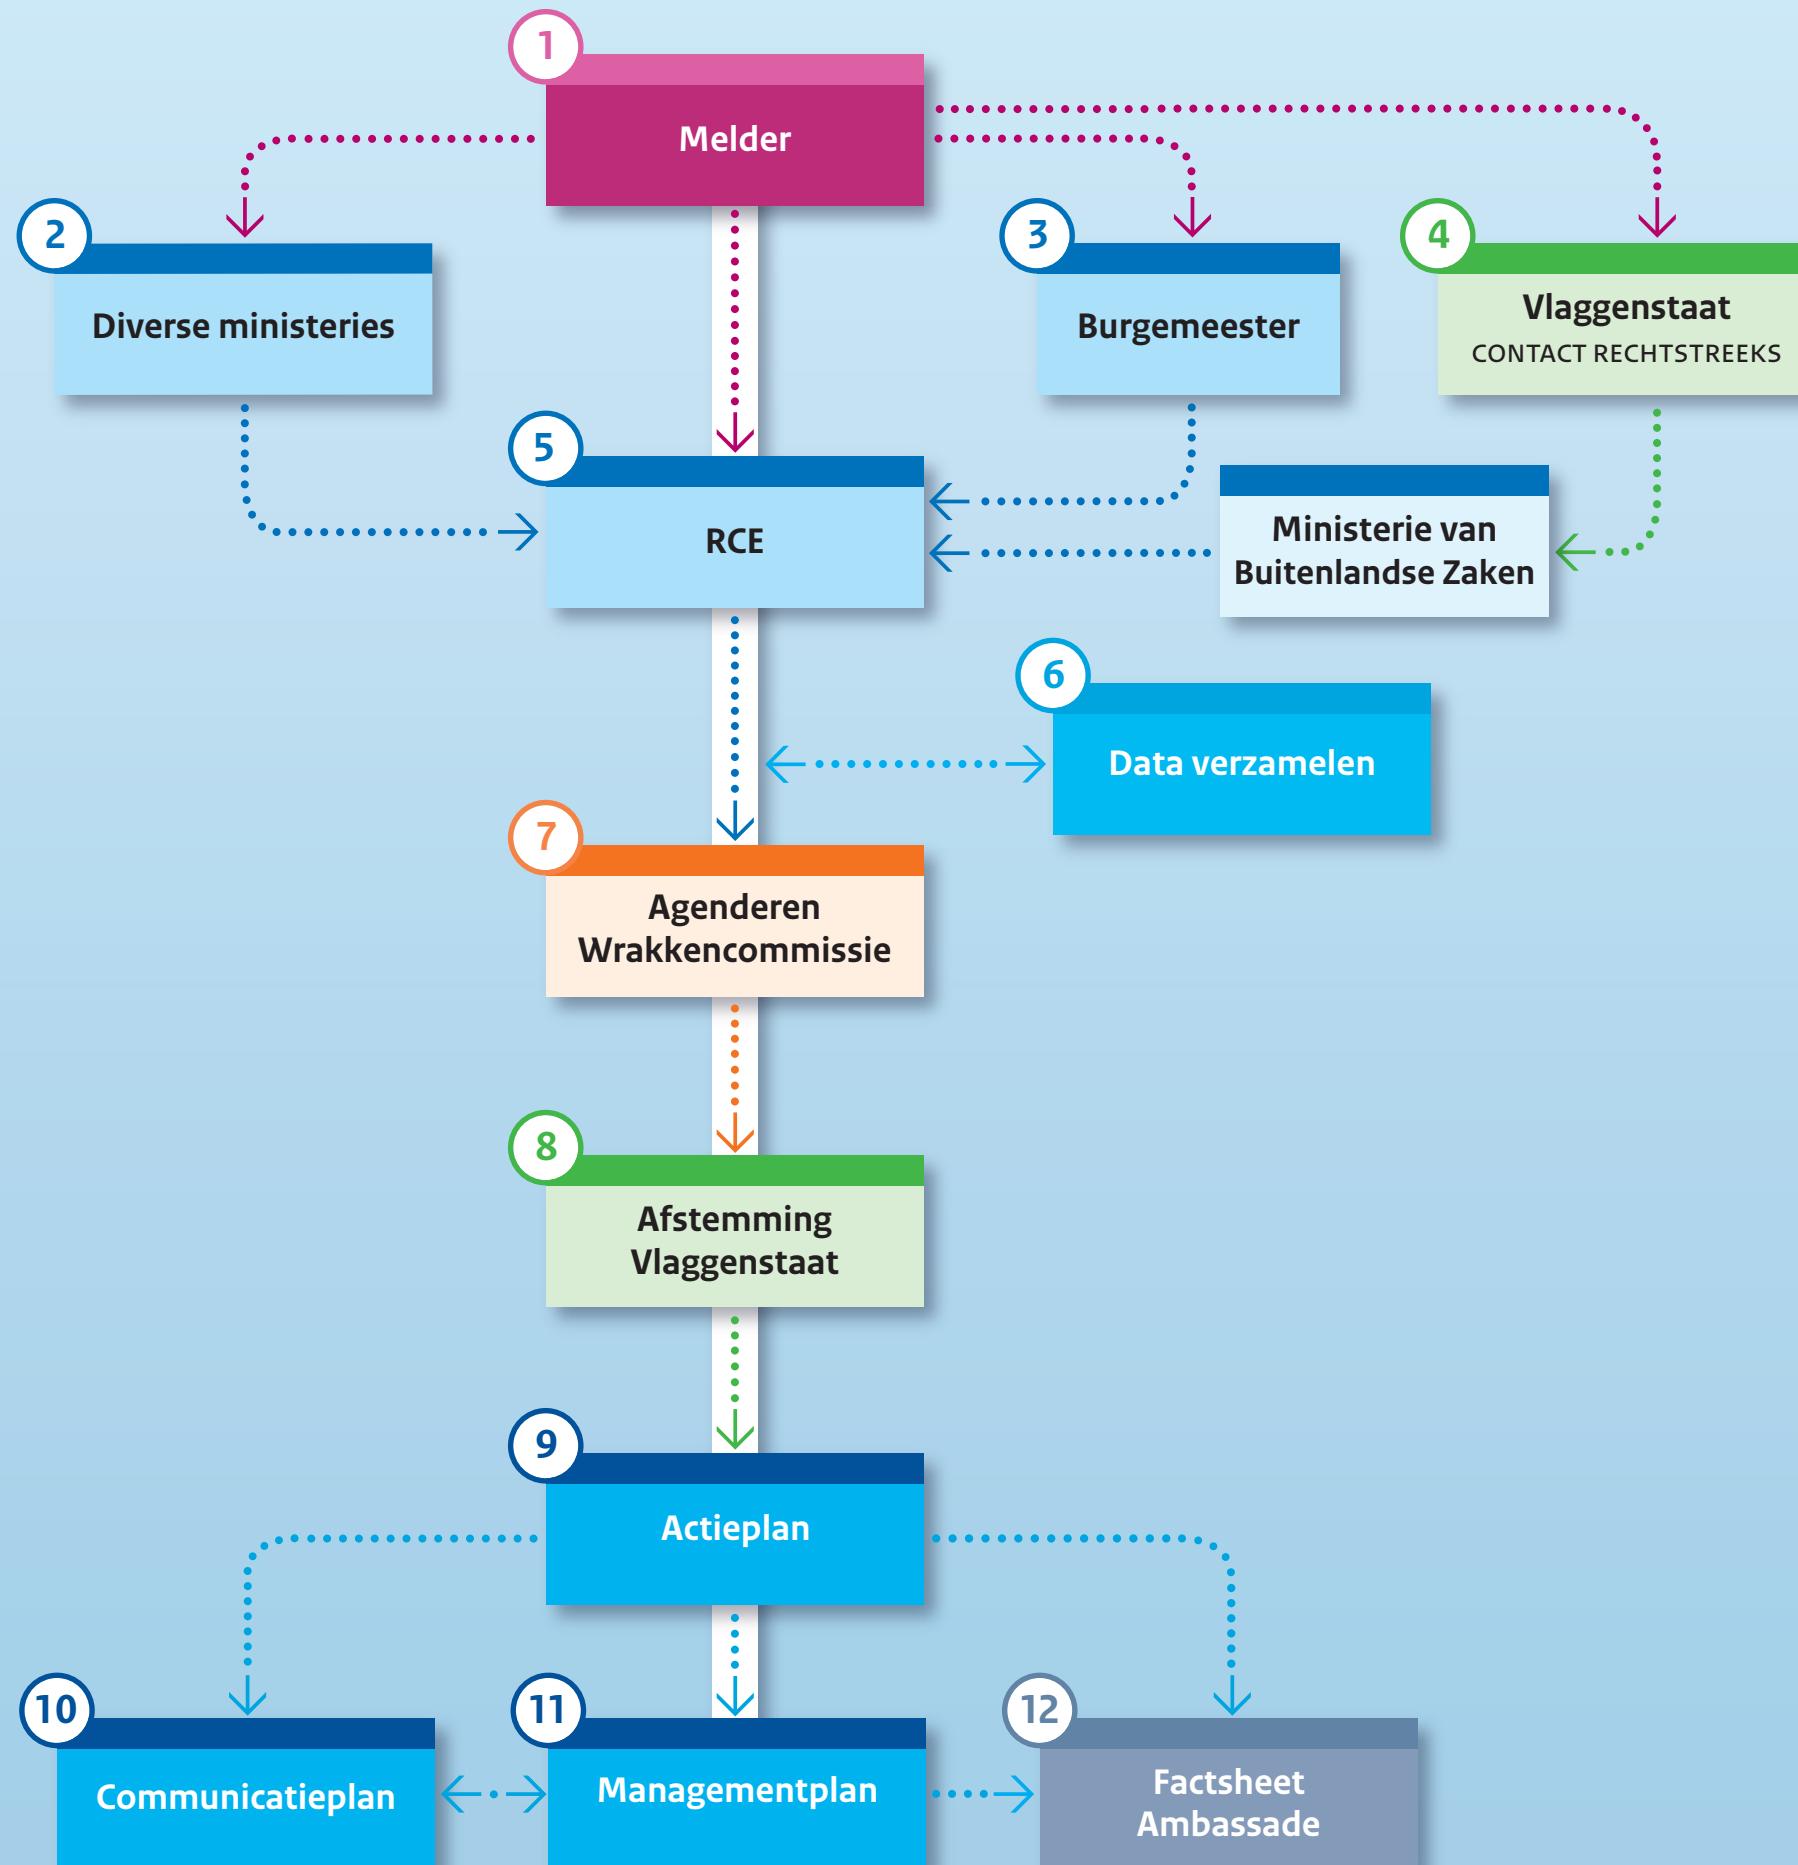 1
Melder
2
Diverse ministeries
3
Burgemeester
4
Vlaggenstaat
CONTACT RECHTSTREEKS
5
RCE
Ministerie van
Buitenlandse Zaken
6
Data verzamelen
7
Agenderen
Wrakkencommissie
8
Afstemming
Vlaggenstaat
9
Actieplan
10
Communicatieplan
11
Managementplan
12
Factsheet
Ambassade